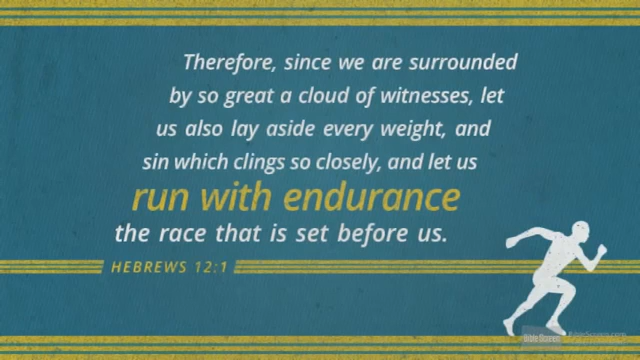 Therefore, since we are surrounded
by so great a cloud of witnesses, let
us also lay aside every weight, and
sin which clings so closely, and let us
run with endurance
the race that is set before us.
HEBREWS 12:1